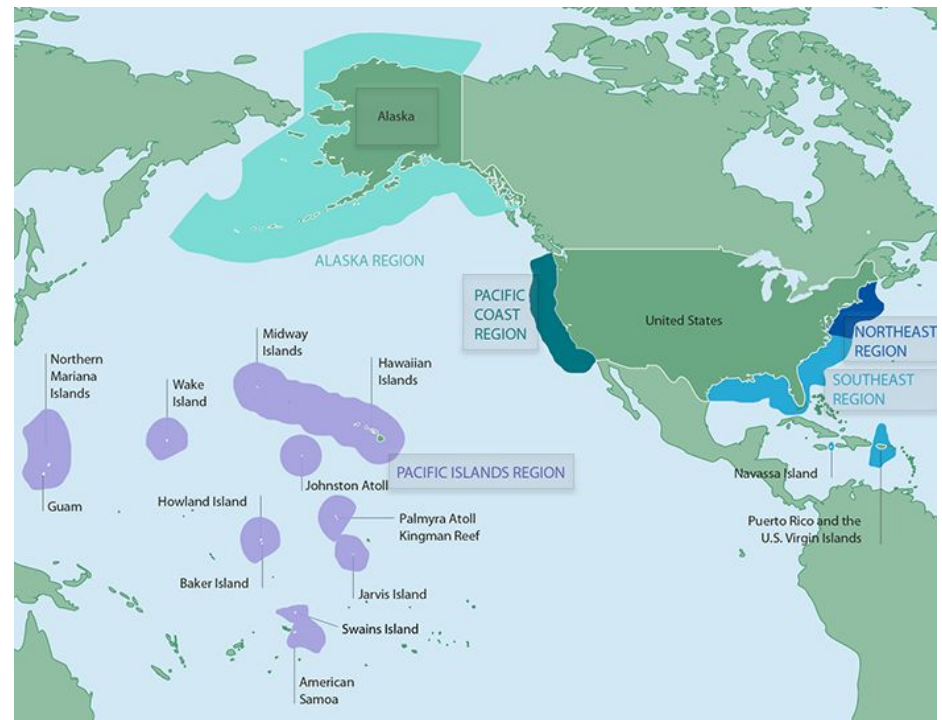 Alaska
ALASKA REGION
PACIFIC
COAST
REGION
United States
NORTHEAST
REGION
SOUTHEAST
REGION
Midway
Islands
Northern
Mariana
Islands
Wake
Island
Hawaiian
Islands
PACIFIC ISLANDS REGION
Navassa Island
Johnston Atoll
Guam
Howland Island
Palmyra Atoll
Kingman Reef
Puerto Rico and the
U.S. Virgin Islands
Baker Island
Jarvis Island
Swains Island
American
Samoa